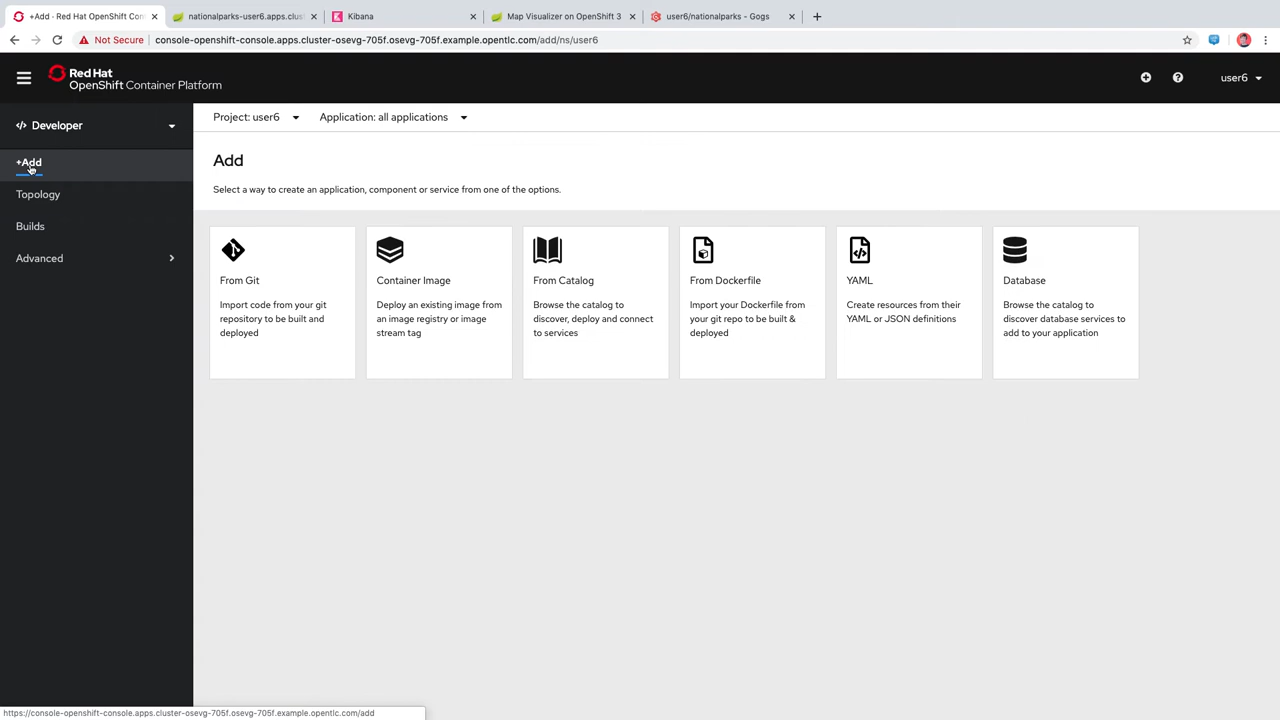 +Add · Red Hat OpenShift Con
nationalparks-user6.apps.clus
Kibana
Map Visualizer on OpenShift 3
user6/nationalparks - Gogs
Not Secure
console-openshift-console.apps.cluster-osevg-705f.osevg-705f.example.opentlc.com/add/ns/user6
Red Hat
OpenShift Container Platform
user6
Developer
Project: user6
Application: all applications
+Add
Topology
Builds
Advanced
Add
Select a way to create an application, component or service from one of the options.
From Git
Import code from your git
repository to be built and
deployed
Container Image
Deploy an existing image from
an image registry or image
stream tag
From Catalog
Browse the catalog to
discover, deploy and connect
to services
From Dockerfile
Import your Dockerfile from
your git repo to be built &
deployed
YAML
Create resources from their
YAML or JSON definitions
Database
Browse the catalog to
discover database services to
add to your application
https://console-openshift-console.apps.cluster-osevg-705f.osevg-705f.example.opentlc.com/add